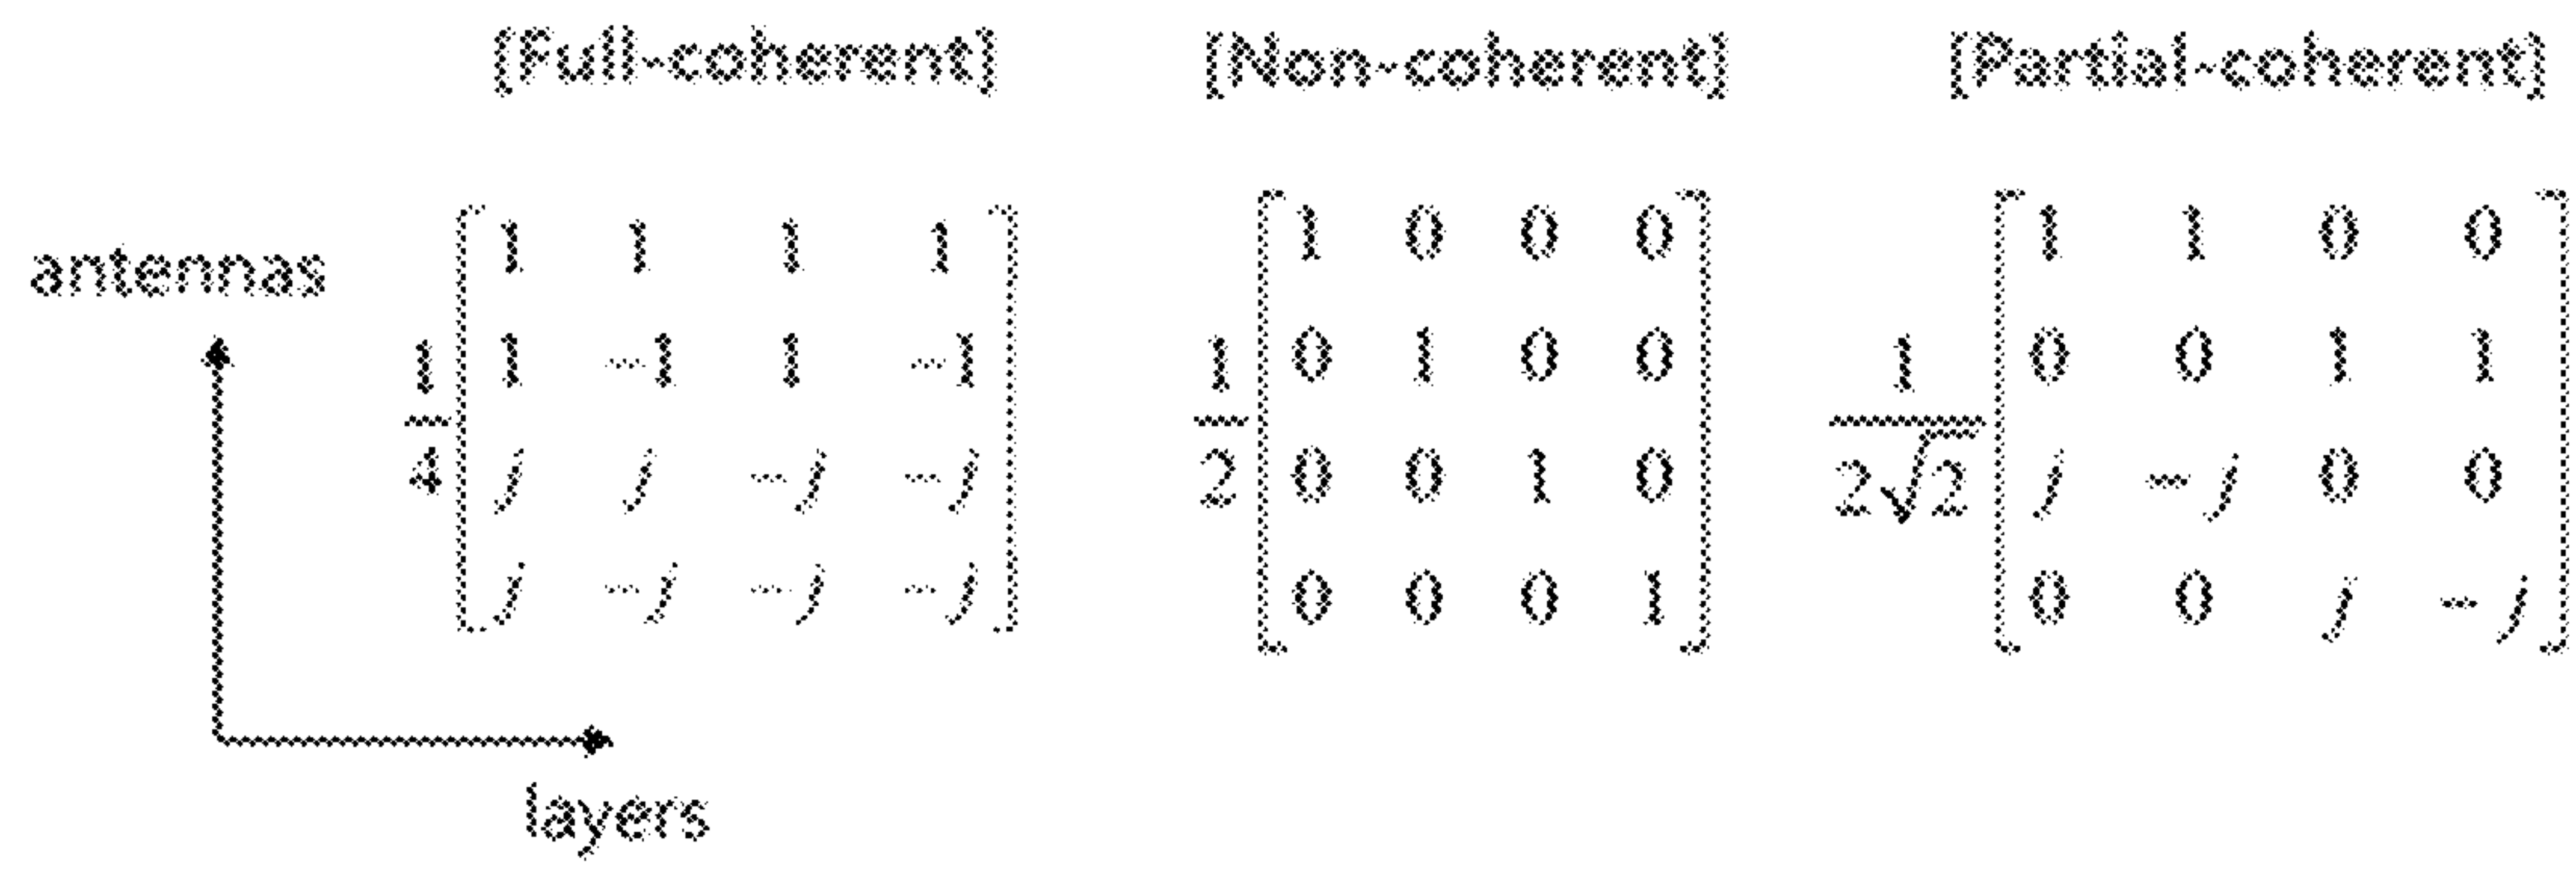 [Full-coherent] [Non-coherent] [Partial-coherent]
antennas
1/4 [1 1 1 1
1 -1 1 -1
j j -j -j
j -j -j -j]
1/2 [1 0 0 0
0 1 0 0
0 0 1 0
0 0 0 1]
1/2√2 [1 1 0 0
0 0 1 1
j -j 0 0
0 0 j -j]
layers